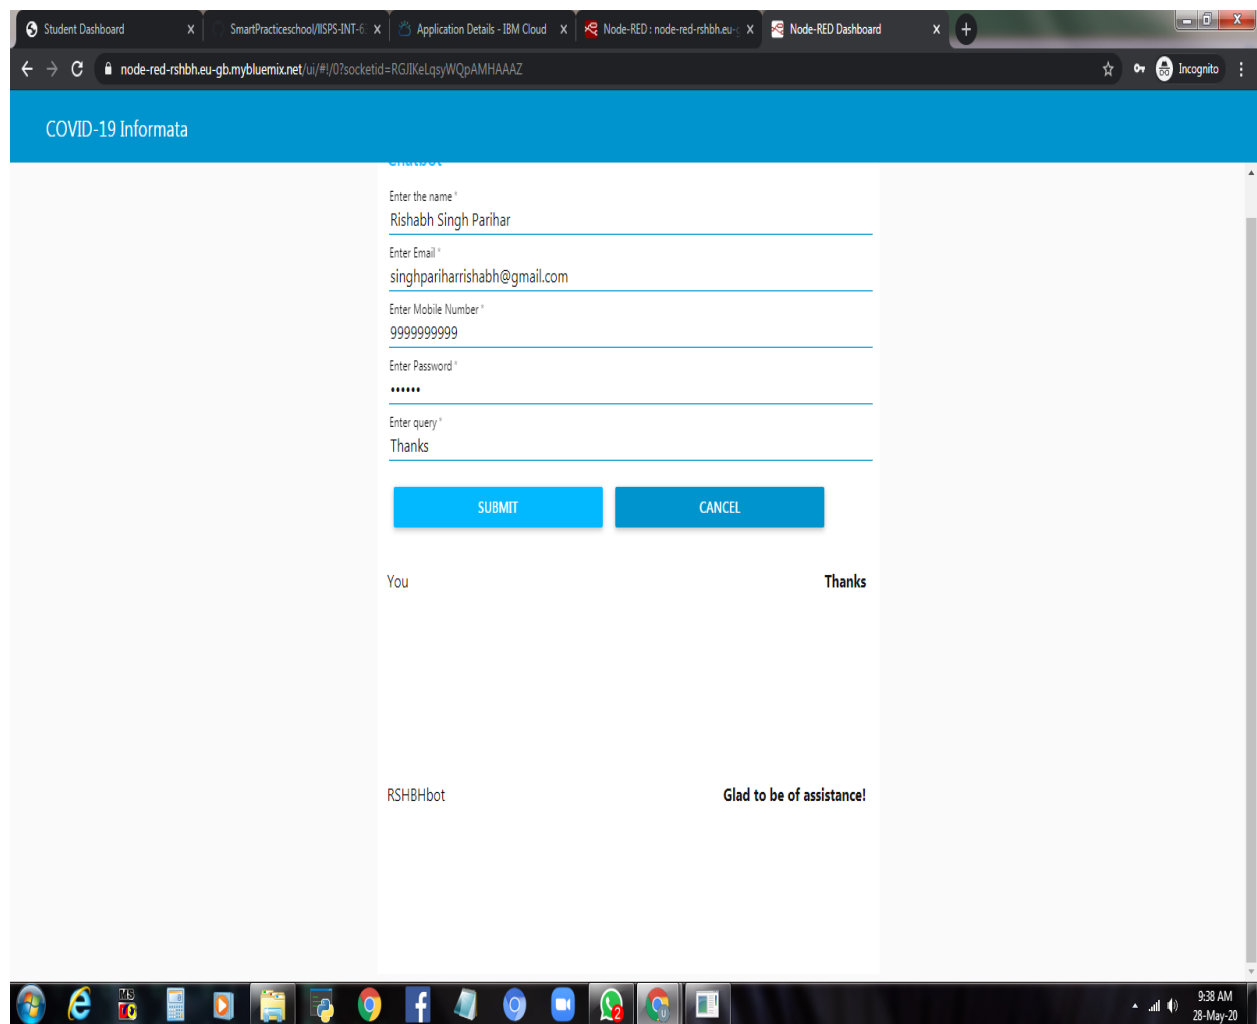 Student Dashboard
SmartPracticeschool/IISPS-INT-6
Application Details - IBM Cloud
Node-RED : node-red-rshbh.eu-g
Node-RED Dashboard
node-red-rshbh.eu-gb.mybluemix.net/ui/#!/0?socketid=RGJIKeLqsyWQpAMHAAAZ
Incognito
COVID-19 Informata
Chatbot
Enter the name *
Rishabh Singh Parihar
Enter Email *
singhpariharrishabh@gmail.com
Enter Mobile Number *
9999999999
Enter Password *
••••••
Enter query *
Thanks
SUBMIT CANCEL
You Thanks
RSHBHbot Glad to be of assistance!
MS
2
U
9:38 AM
28-May-20